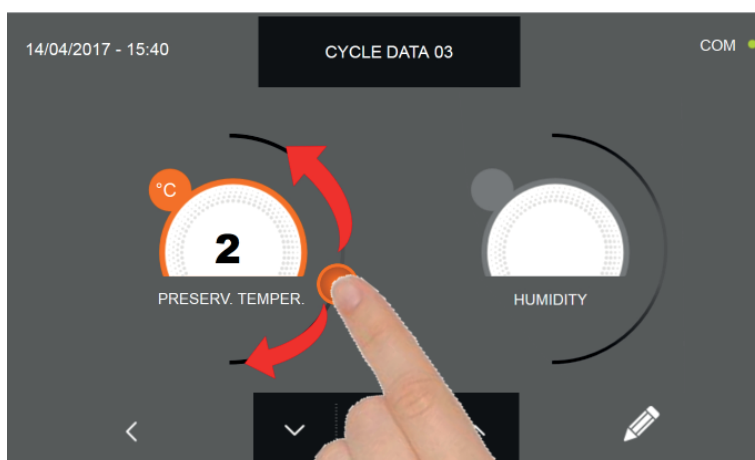 14/04/2017 - 15:40
CYCLE DATA 03
COM
°C
2
PRESERV. TEMPER.
HUMIDITY